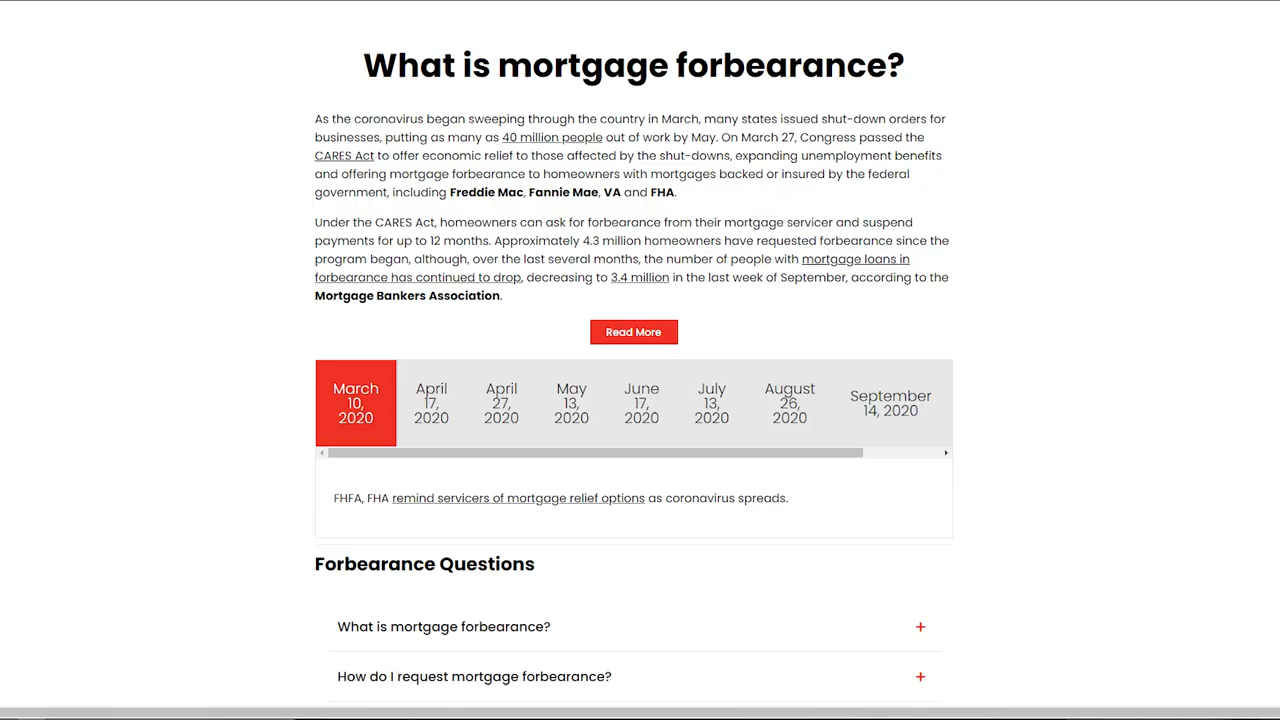 What is mortgage forbearance?
As the coronavirus began sweeping through the country in March, many states issued shut-down orders for
businesses, putting as many as 40 million people out of work by May. On March 27, Congress passed the
CARES Act to offer economic relief to those affected by the shut-downs, expanding unemployment benefits
and offering mortgage forbearance to homeowners with mortgages backed or insured by the federal
government, including Freddie Mac, Fannie Mae, VA and FHA.
Under the CARES Act, homeowners can ask for forbearance from their mortgage servicer and suspend
payments for up to 12 months. Approximately 4.3 million homeowners have requested forbearance since the
program began, although, over the last several months, the number of people with mortgage loans in
forbearance has continued to drop, decreasing to 3.4 million in the last week of September, according to the
Mortgage Bankers Association.
Read More
March
10,
2020
April
17,
2020
April
27,
2020
May
13,
2020
June
17,
2020
July
13,
2020
August
26,
2020
September
14, 2020
FHFA, FHA remind servicers of mortgage relief options as coronavirus spreads.
Forbearance Questions
What is mortgage forbearance? +
How do I request mortgage forbearance? +